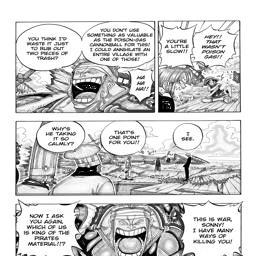 YOU THINK I'D
WASTE IT JUST
TO RUB OUT
TWO PIECES OF
TRASH?
YOU DON'T USE
SOMETHING AS VALUABLE
AS THE POISON-GAS
CANNONBALL FOR THIS!
I COULD ANNIHILATE AN
ENTIRE VILLAGE WITH
ONE OF THOSE!
HA
HA
HA
HA!
HEY!!
THAT
WASN'T
POISON
GAS!!
YOU'RE
A LITTLE
SLOW!!
WHY'S
HE TAKING
IT SO
CALMLY?
THAT'S
ONE POINT
FOR YOU!!
I
SEE.
NOW I ASK
YOU AGAIN,
WHICH OF
US IS KING
OF THE
PIRATES
MATERIAL!!?
THIS IS
WAR,
SONNY!
I HAVE
MANY
WAYS OF
KILLING YOU!